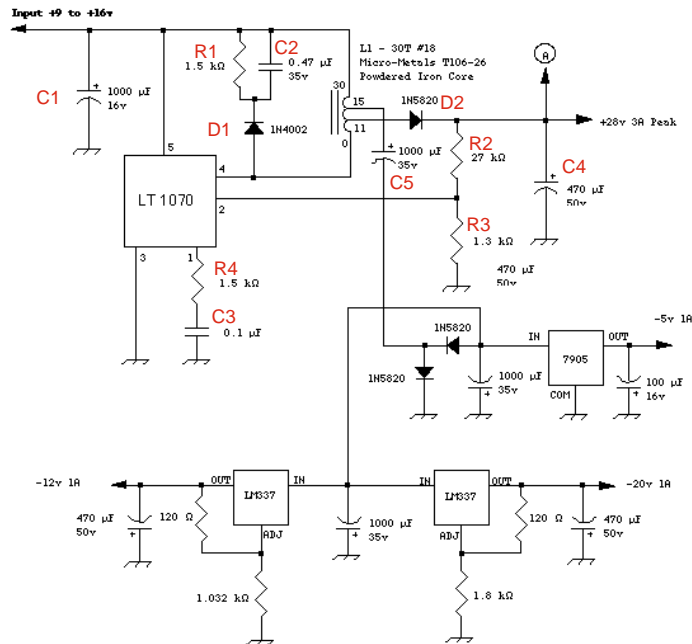 Input +9 to +16v
C1
1000 µF
16v
R1
1.5 kΩ
C2
0.47 µF
35v
L1 - 30T #18
Micro-Metals T106-26
Powdered Iron Core
A
D1
1N4002
30
15
11
0
1N5820
D2
+28v 3A Peak
1000 µF
35v
C5
R2
27 kΩ
C4
470 µF
50v
LT 1070
5
4
2
3
1
R3
1.3 kΩ
470 µF
50v
R4
1.5 kΩ
C3
0.1 µF
1N5820
1N5820
IN
OUT
7905
COM
-5v 1A
1000 µF
35v
100 µF
16v
-12v 1A
OUT
LM337
IN
ADJ
IN
LM337
OUT
ADJ
-20v 1A
470 µF
50v
120 Ω
1000 µF
35v
120 Ω
470 µF
50v
1.032 kΩ
1.8 kΩ